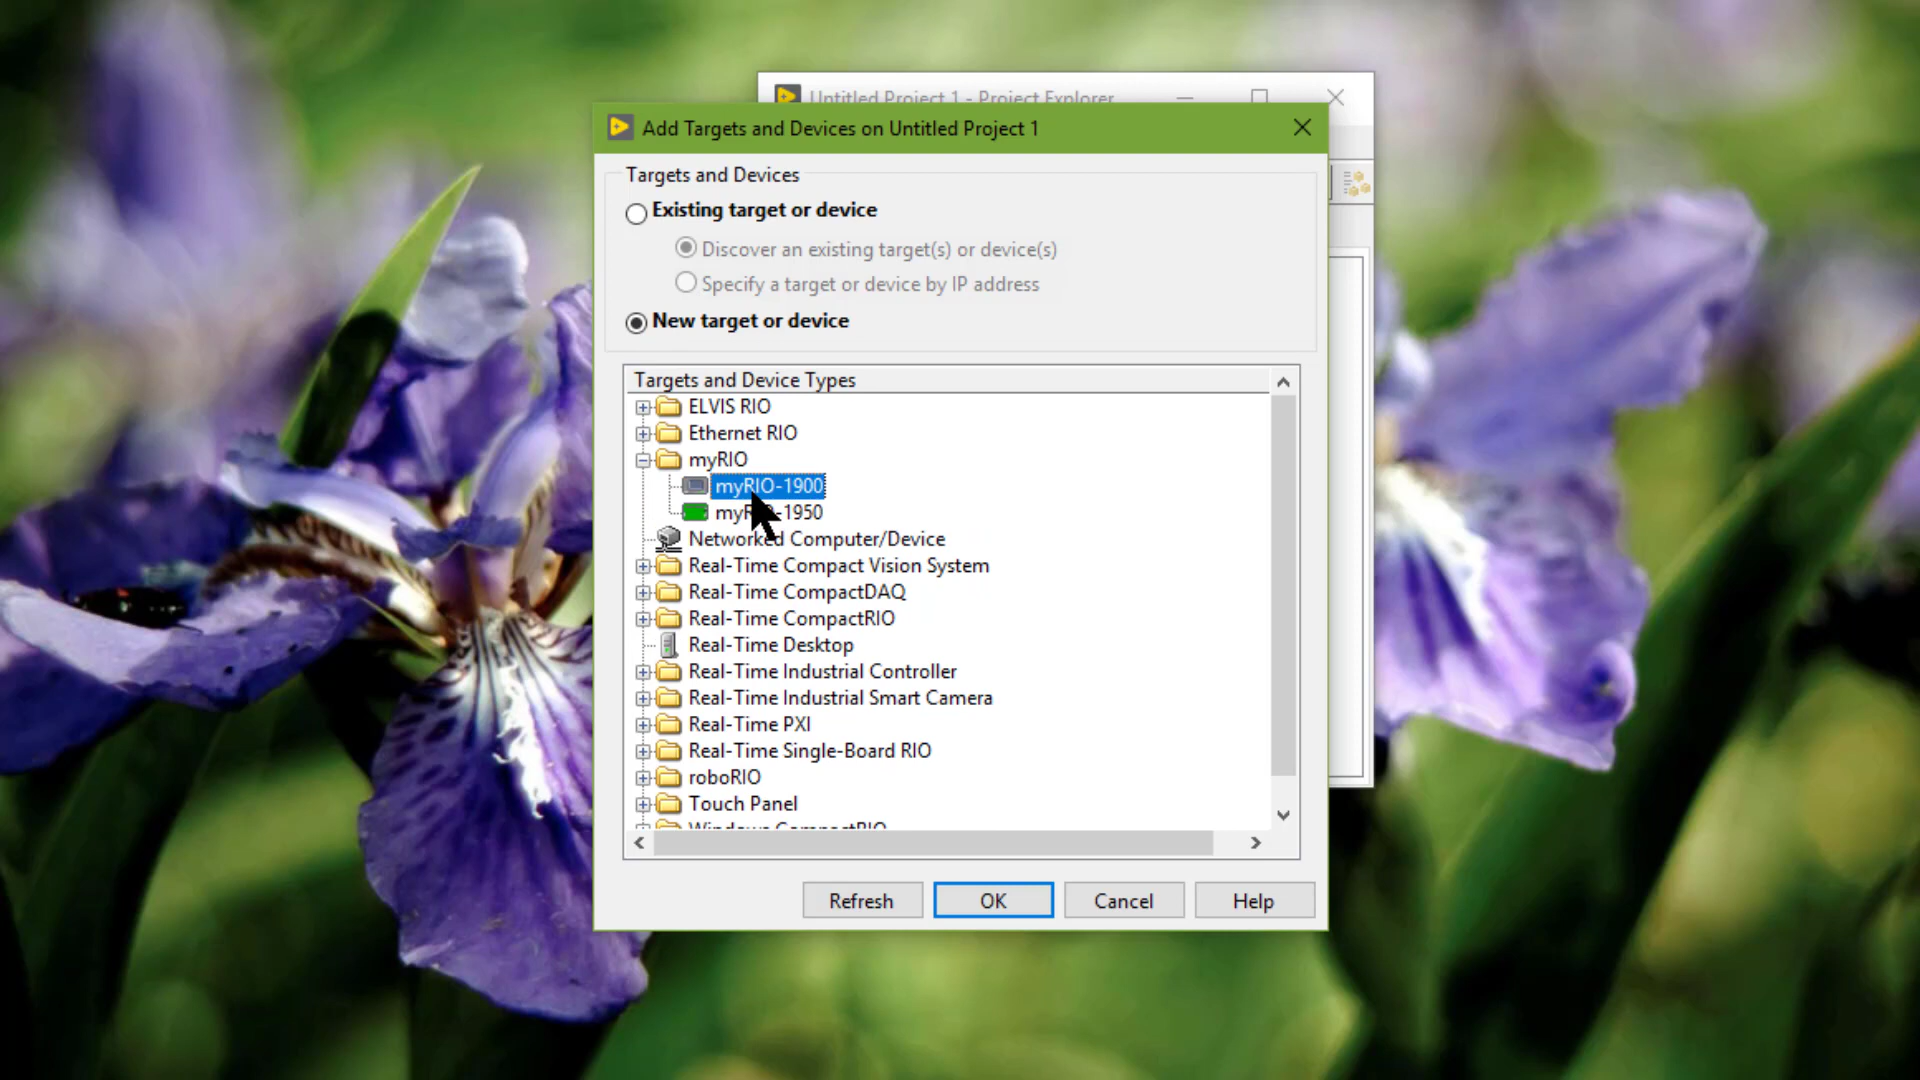 Untitled Project 1 - Project Explorer
Add Targets and Devices on Untitled Project 1
Targets and Devices
Existing target or device
Discover an existing target(s) or device(s)
Specify a target or device by IP address
New target or device
Targets and Device Types
ELVIS RIO
Ethernet RIO
myRIO
myRIO-1900
myRIO-1950
Networked Computer/Device
Real-Time Compact Vision System
Real-Time CompactDAQ
Real-Time CompactRIO
Real-Time Desktop
Real-Time Industrial Controller
Real-Time Industrial Smart Camera
Real-Time PXI
Real-Time Single-Board RIO
roboRIO
Touch Panel
Windows CompactRIO
Refresh
OK
Cancel
Help